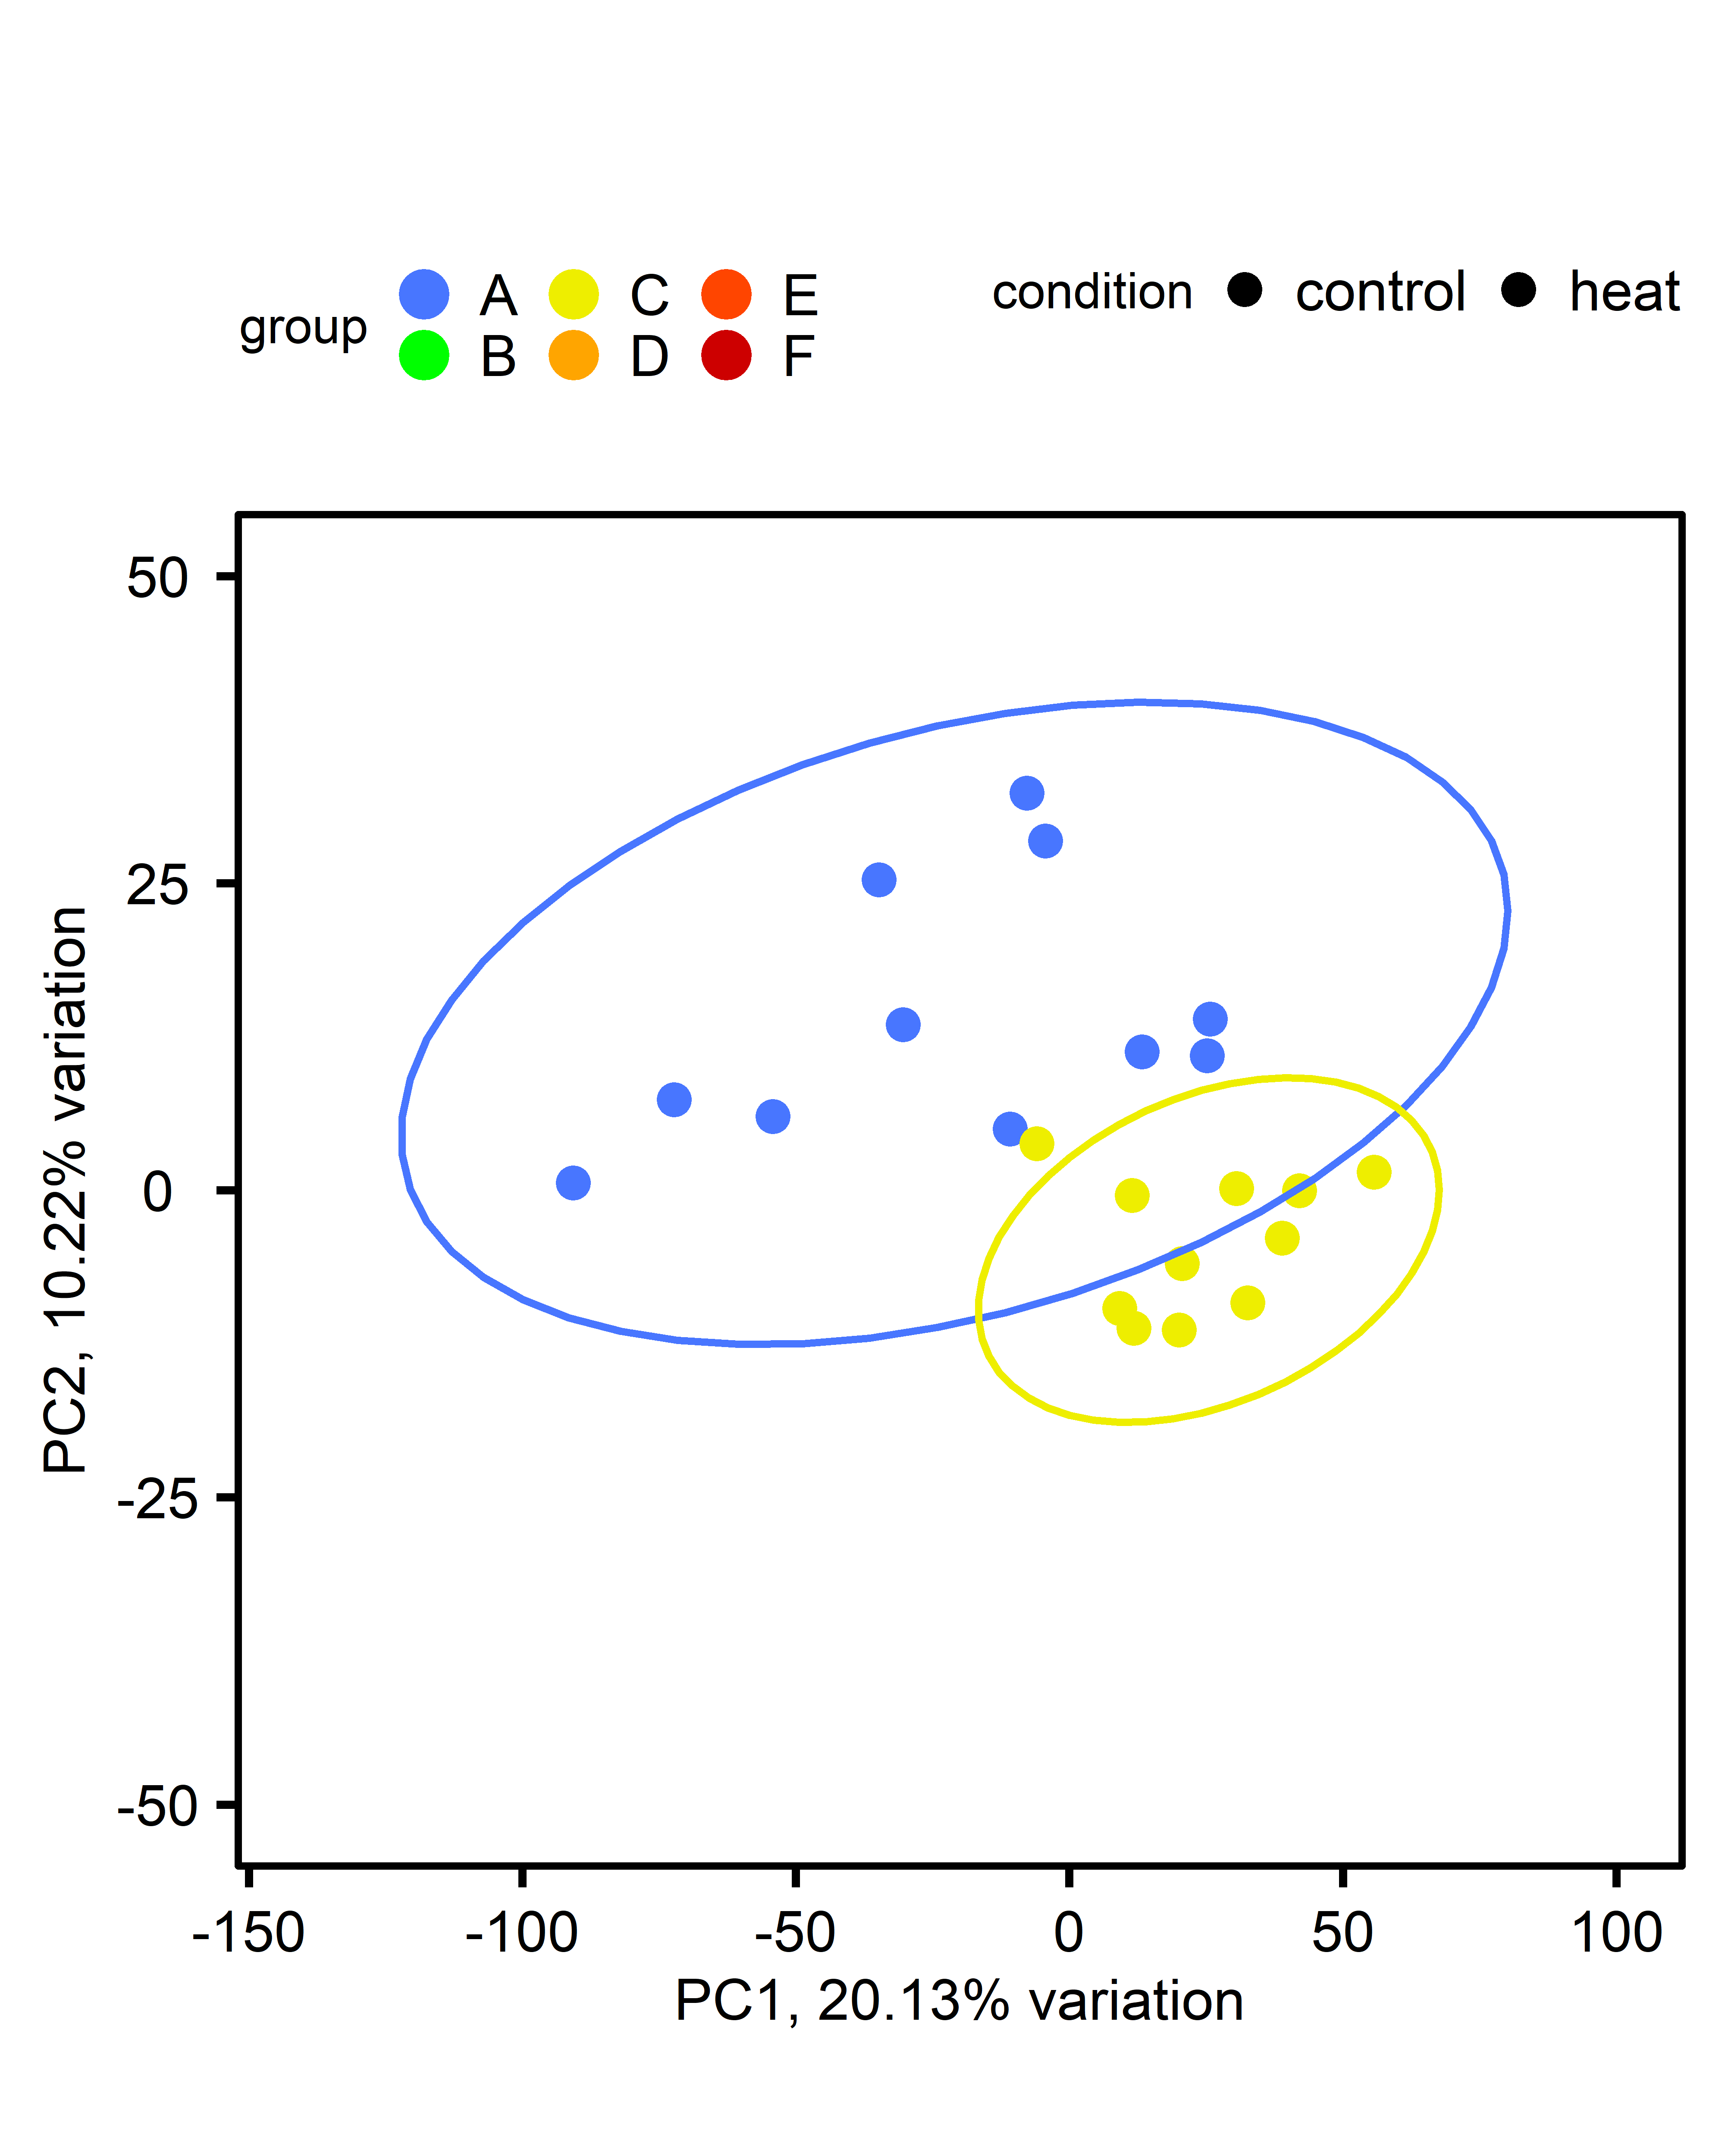 group
A
C
E
B
D
F
condition
control
heat
50
25
0
-25
-50
PC2, 10.22% variation
-150
-100
-50
0
50
100
PC1, 20.13% variation